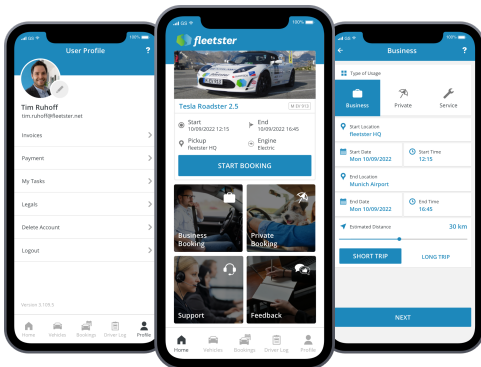 User Profile
?
Tim Ruhoff
tim.ruhoff@fleetster.net
Invoices
Payment
My Tasks
Legals
Delete Account
Logout
Home
Vehicles
Bookings
Driver Log
Profile
100%
fleetster
Tesla Roadster 2.5
Start
10/09/2022 12:15
End
10/09/2022 16:45
Pickup
fleetster HQ
Engine
Electric
START BOOKING
Business
Booking
Private
Booking
Support
Feedback
Home
Vehicles
Bookings
Driver Log
Profile
100%
Business
?
Type of Usage
Business
Private
Service
Start Location
fleetster HQ
Start Date
Mon 10/09/2022
Start Time
12:15
End Location
Munich Airport
End Date
Mon 10/09/2022
End Time
16:45
Estimated Distance
30 km
SHORT TRIP
LONG TRIP
NEXT